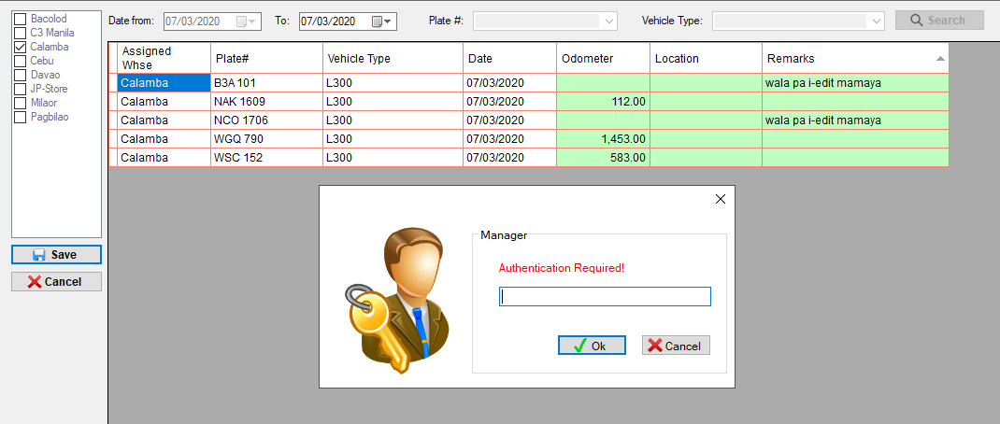 Bacolod
C3 Manila
Calamba
Cebu
Davao
JP-Store
Milaor
Pagbilao
Save
Cancel
Date from: 07/03/2020 To: 07/03/2020 Plate #: Vehicle Type: Search
Assigned Whse Plate# Vehicle Type Date Odometer Location Remarks
Calamba B3A 101 L300 07/03/2020 wala pa i-edit mamaya
Calamba NAK 1609 L300 07/03/2020 112.00
Calamba NCO 1706 L300 07/03/2020 wala pa i-edit mamaya
Calamba WGQ 790 L300 07/03/2020 1,453.00
Calamba WSC 152 L300 07/03/2020 583.00
Manager
Authentication Required!
Ok Cancel